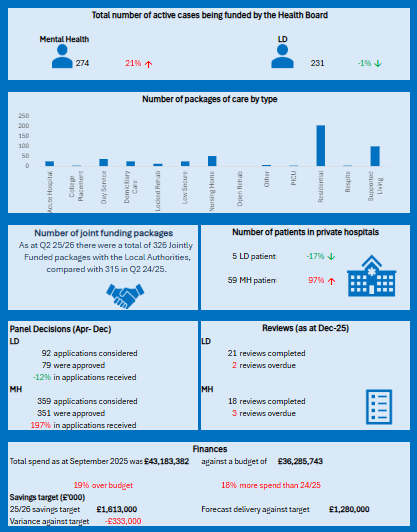 Total number of active cases being funded by the Health Board
Mental Health
LD
274 21%
231 -1%
Number of packages of care by type
250
200
150
100
50
0
Acute Hospital
College Placement
Day Service
Domiciliary Care
Locked Rehab
Low Secure
Nursing Home
Open Rehab
Other
PICU
Residential
Respite
Supported Living
Number of joint funding packages
As at Q2 25/26 there were a total of 326 Jointly
Funded packages with the Local Authorities,
compared with 315 in Q2 24/25.
Number of patients in private hospitals
5 LD patient -17%
59 MH patien 97%
Panel Decisions (Apr- Dec)
LD
92 applications considered
79 were approved
-12% in applications received
MH
359 applications considered
351 were approved
197% in applications received
Reviews (as at Dec-25)
LD
21 reviews completed
2 reviews overdue
MH
18 reviews completed
3 reviews overdue
Finances
Total spend as at September 2025 was £43,183,382 against a budget of £36,285,743
19% over budget 18% more spend than 24/25
Savings target (£'000)
25/26 savings target £1,613,000 Forecast delivery against target £1,280,000
Variance against target -£333,000